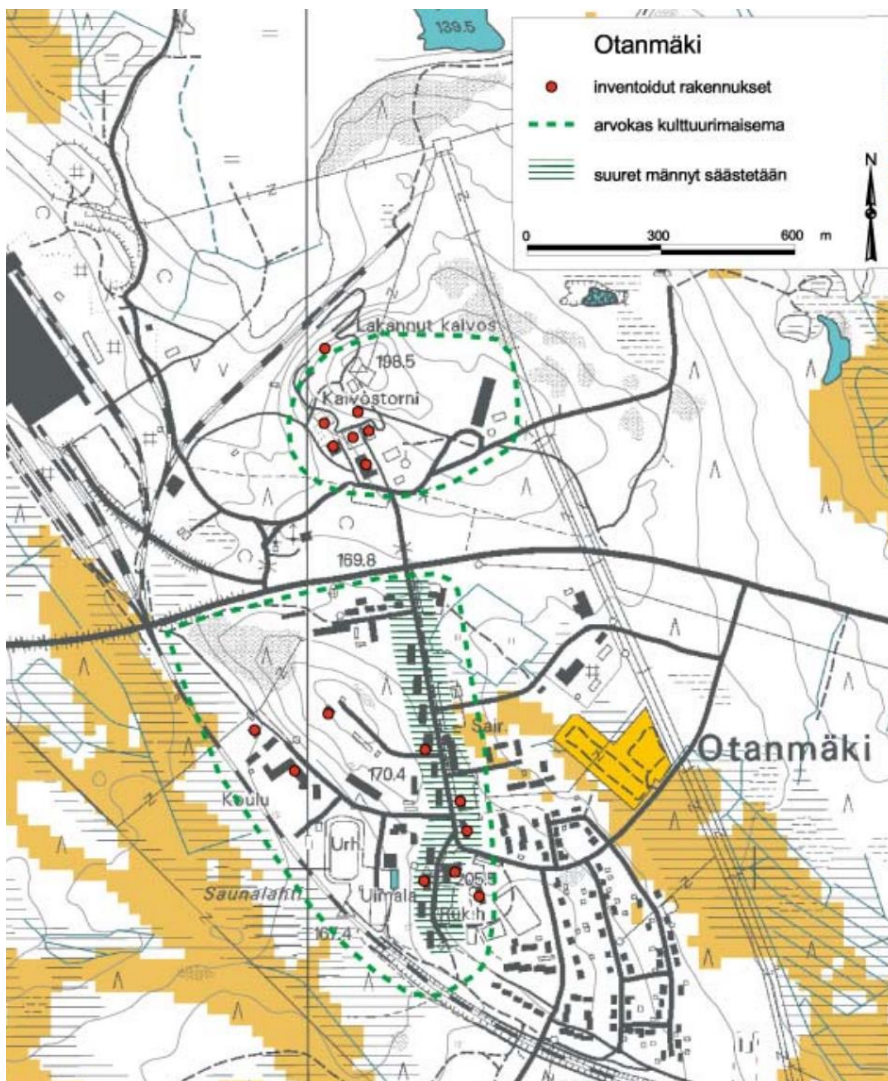 139.5
Otanmäki
inventoidut rakennukset
arvokas kulttuurimaisema
suuret männyt säästetään
N
0 300 600 m
Lakannut kaivos
198.5
Kaivostorni
169.8
Sair.
Otanmäki
170.4
Koulu
Urh.
Saunalahti
Uimala
205.5
Ruk.h
167.4